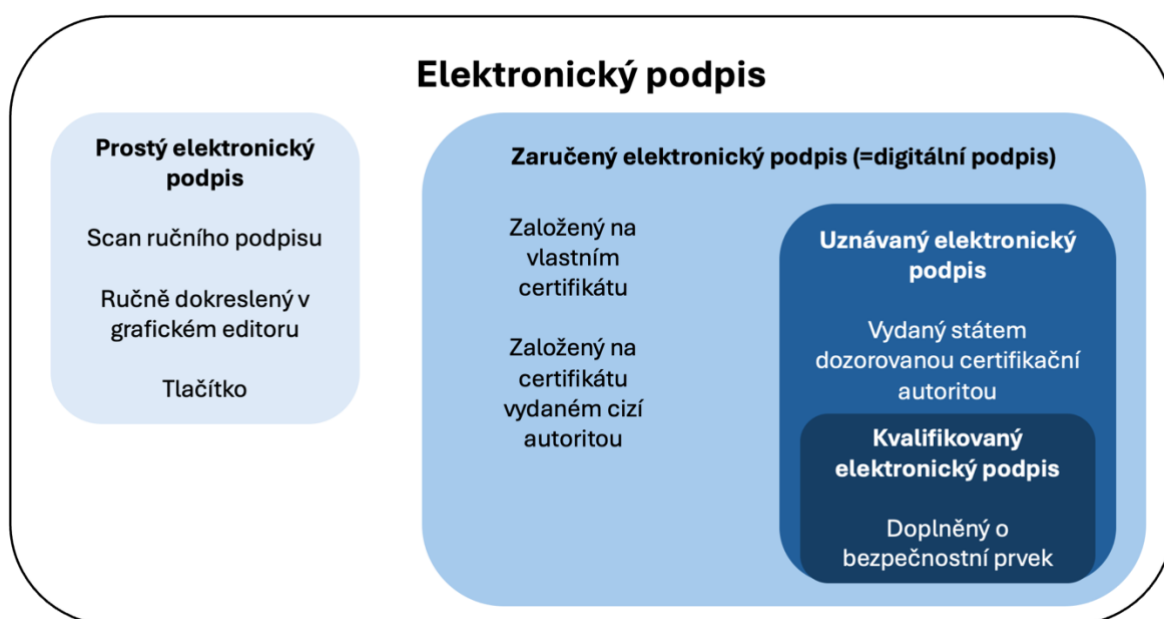 Elektronický podpis
Prostý elektronický
podpis
Scan ručního podpisu
Ručně dokreslený v
grafickém editoru
Tlačítko
Zaručený elektronický podpis (=digitální podpis)
Založený na
vlastním
certifikátu
Založený na
certifikátu
vydaném cizí
autoritou
Uznávaný elektronický
podpis
Vydaný státem
dozorovanou certifikační
autoritou
Kvalifikovaný
elektronický podpis
Doplněný o
bezpečnostní prvek